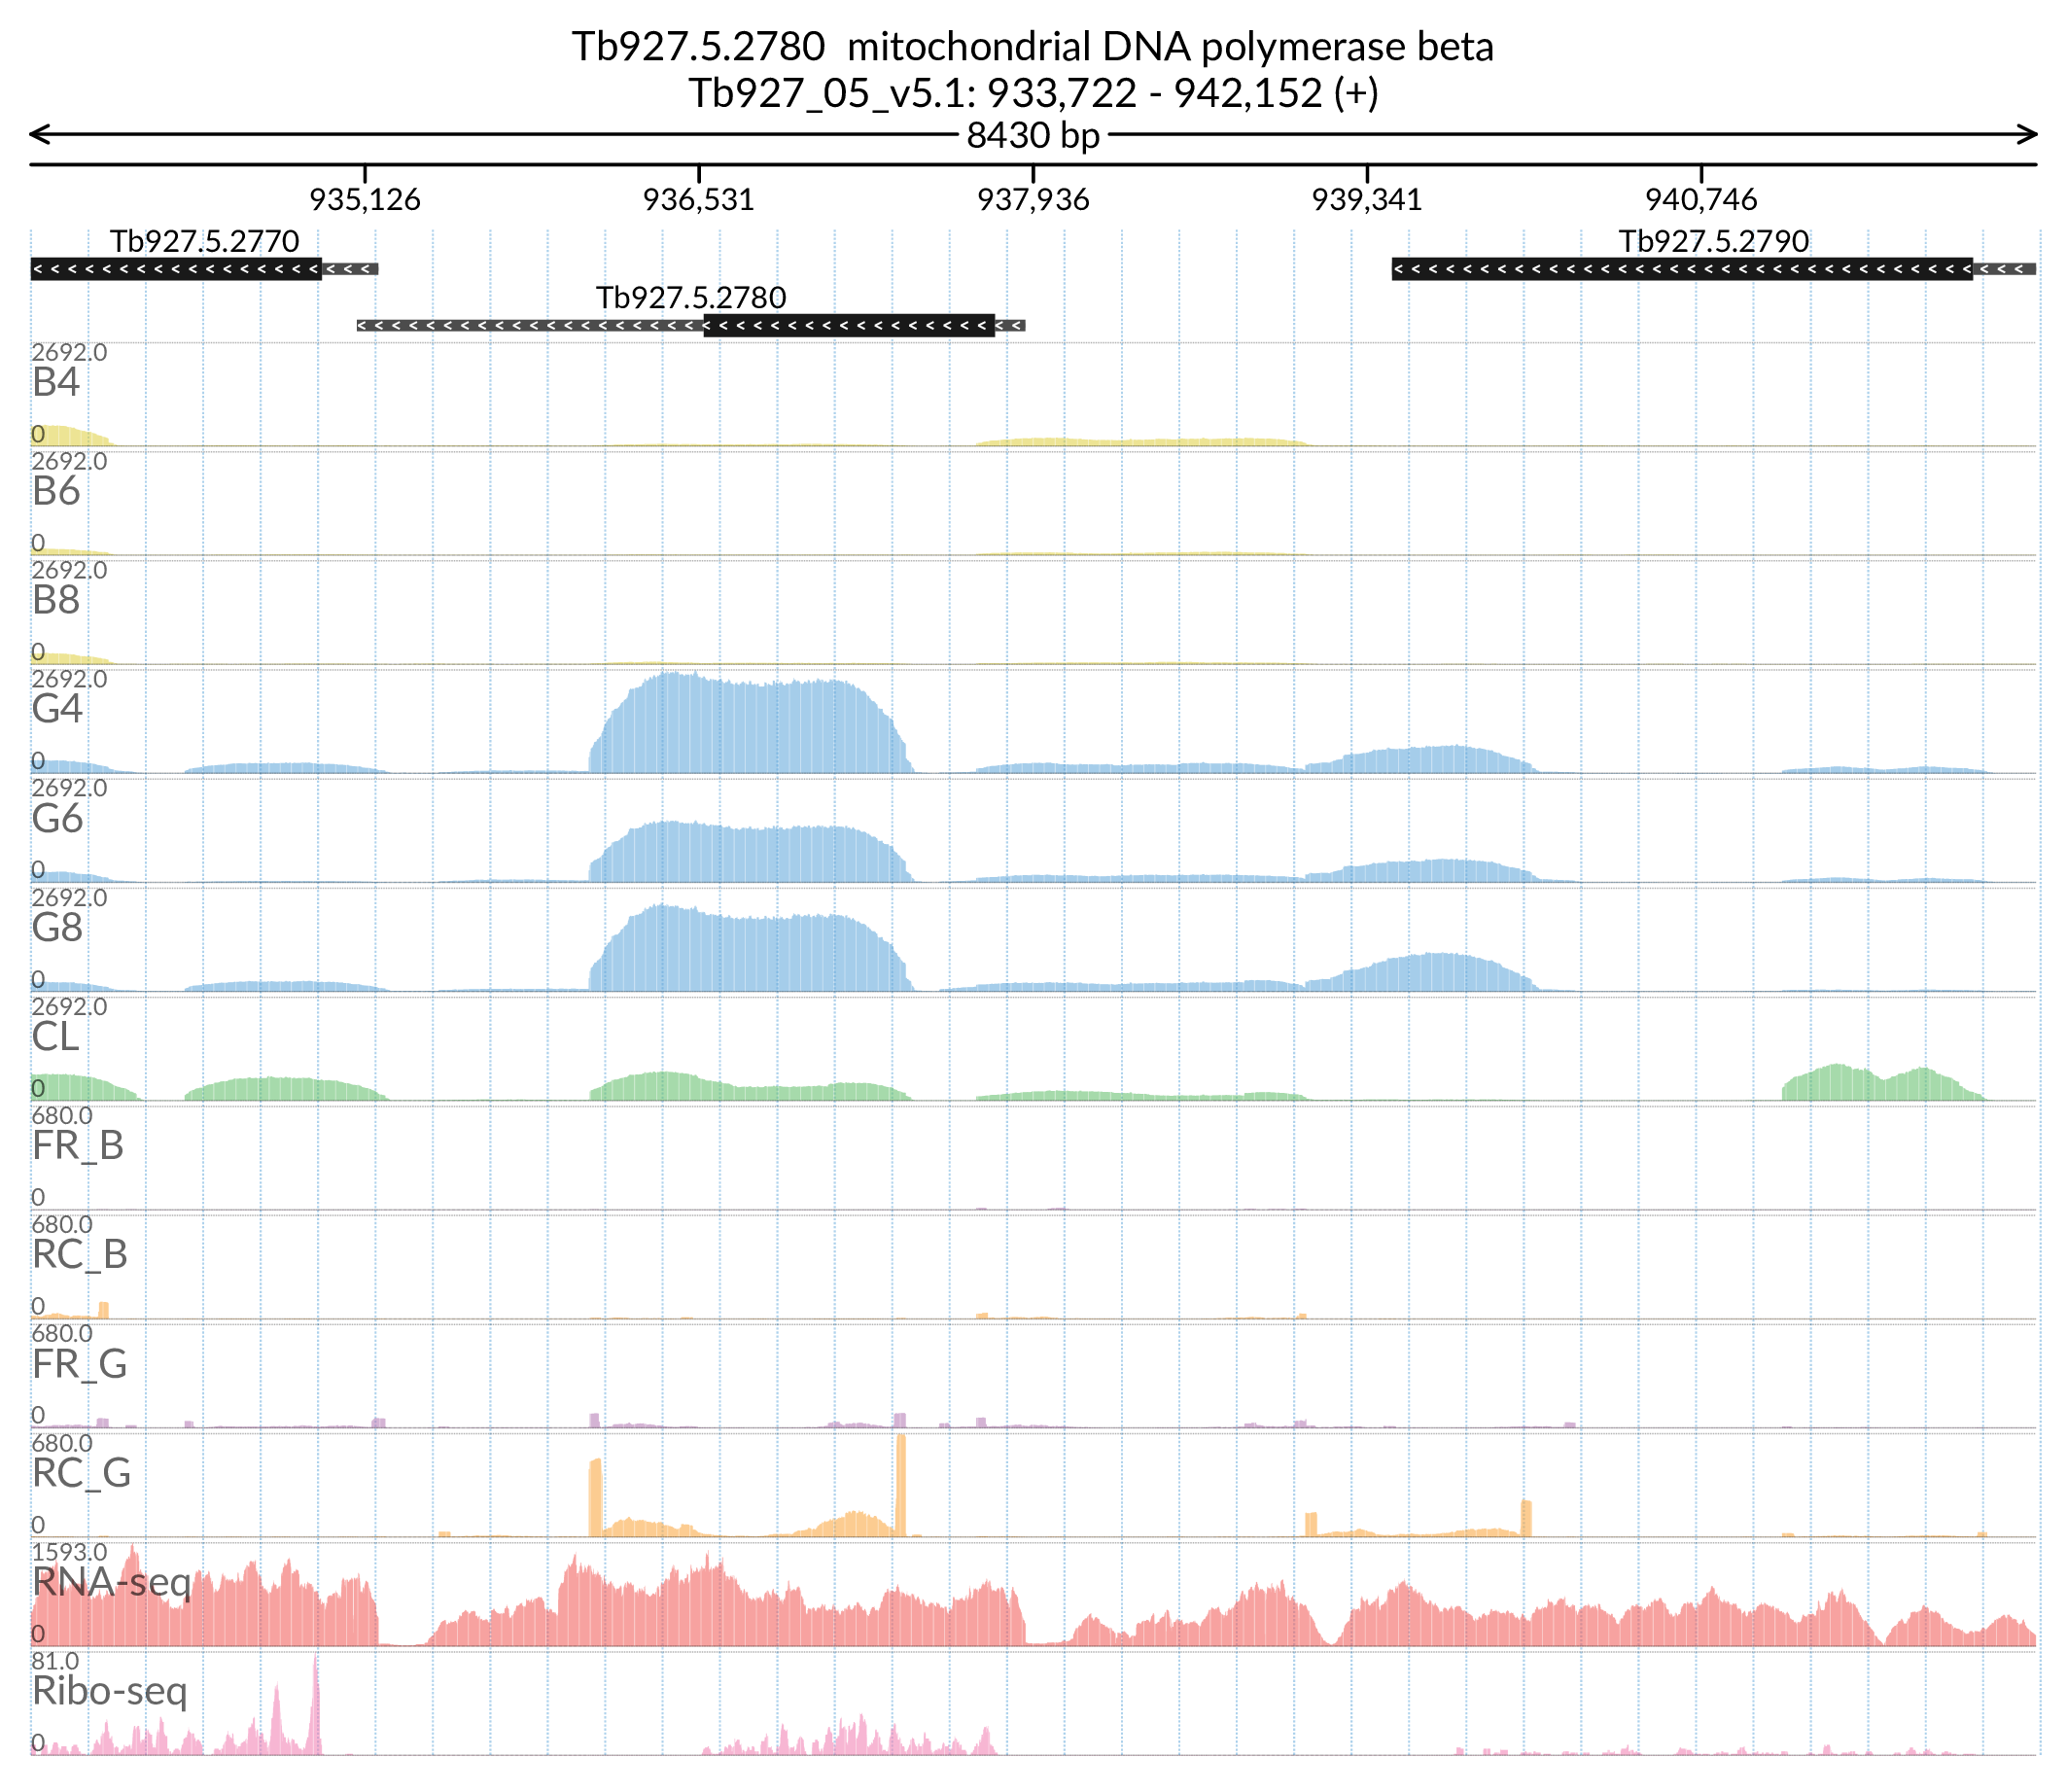 Tb927.5.2780  mitochondrial DNA polymerase beta
Tb927_05_v5.1: 933,722 - 942,152 (+)
8430 bp
935,126 936,531 937,936 939,341 940,746
Tb927.5.2770 Tb927.5.2790
Tb927.5.2780
2692.0
B4
0
2692.0
B6
0
2692.0
B8
0
2692.0
G4
0
2692.0
G6
0
2692.0
G8
0
2692.0
CL
0
680.0
FR_B
0
680.0
RC_B
0
680.0
FR_G
0
680.0
RC_G
0
1593.0
RNA-seq
0
81.0
Ribo-seq
0